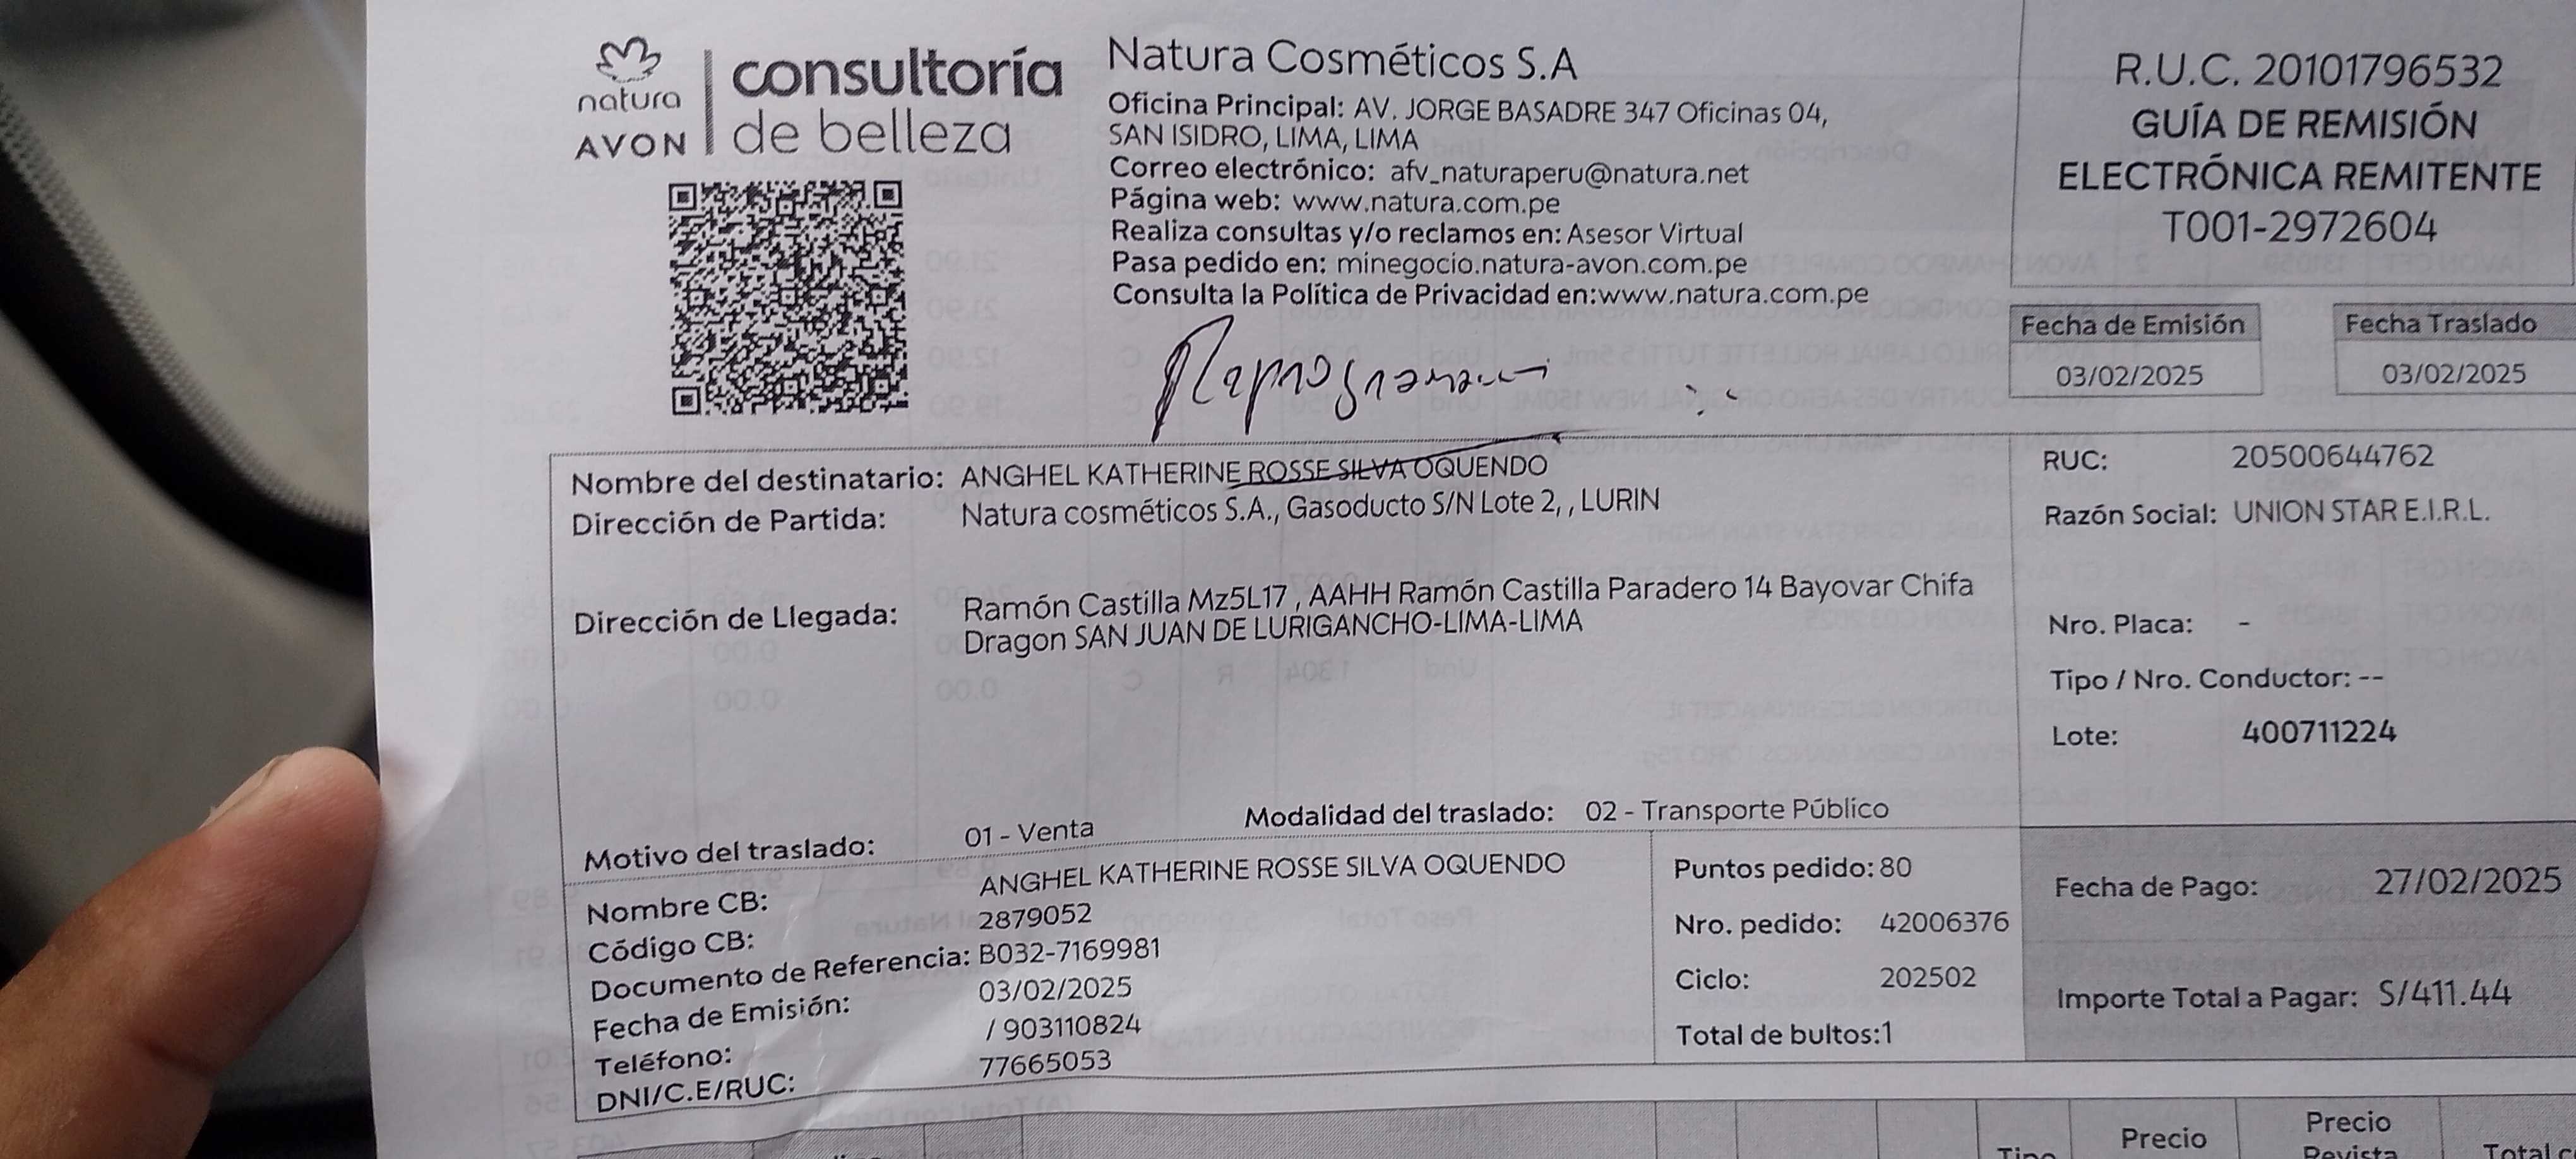 natura
AVON
consultoría
de belleza
Natura Cosméticos S.A
Oficina Principal: AV. JORGE BASADRE 347 Oficinas 04,
SAN ISIDRO, LIMA, LIMA
Correo electrónico: afv_naturaperu@natura.net
Página web: www.natura.com.pe
Realiza consultas y/o reclamos en: Asesor Virtual
Pasa pedido en: minegocio.natura-avon.com.pe
Consulta la Política de Privacidad en:www.natura.com.pe
R.U.C. 20101796532
GUÍA DE REMISIÓN
ELECTRÓNICA REMITENTE
T001-2972604
Fecha de Emisión
03/02/2025
Fecha Traslado
03/02/2025
Nombre del destinatario: ANGHEL KATHERINE ROSSE SILVA OQUENDO
Dirección de Partida: Natura cosméticos S.A., Gasoducto S/N Lote 2, , LURIN
Dirección de Llegada: Ramón Castilla Mz5L17 , AAHH Ramón Castilla Paradero 14 Bayovar Chifa
Dragon SAN JUAN DE LURIGANCHO-LIMA-LIMA
Motivo del traslado: 01 - Venta
Modalidad del traslado: 02 - Transporte Público
RUC: 20500644762
Razón Social: UNION STAR E.I.R.L.
Nro. Placa: -
Tipo / Nro. Conductor: --
Lote: 400711224
Nombre CB: ANGHEL KATHERINE ROSSE SILVA OQUENDO
Código CB: 2879052
Documento de Referencia: B032-7169981
Fecha de Emisión: 03/02/2025
Teléfono: / 903110824
DNI/C.E/RUC: 77665053
Puntos pedido: 80
Nro. pedido: 42006376
Ciclo: 202502
Total de bultos:1
Fecha de Pago: 27/02/2025
Importe Total a Pagar: S/411.44
Tipo
Precio
Precio
Revista
Total